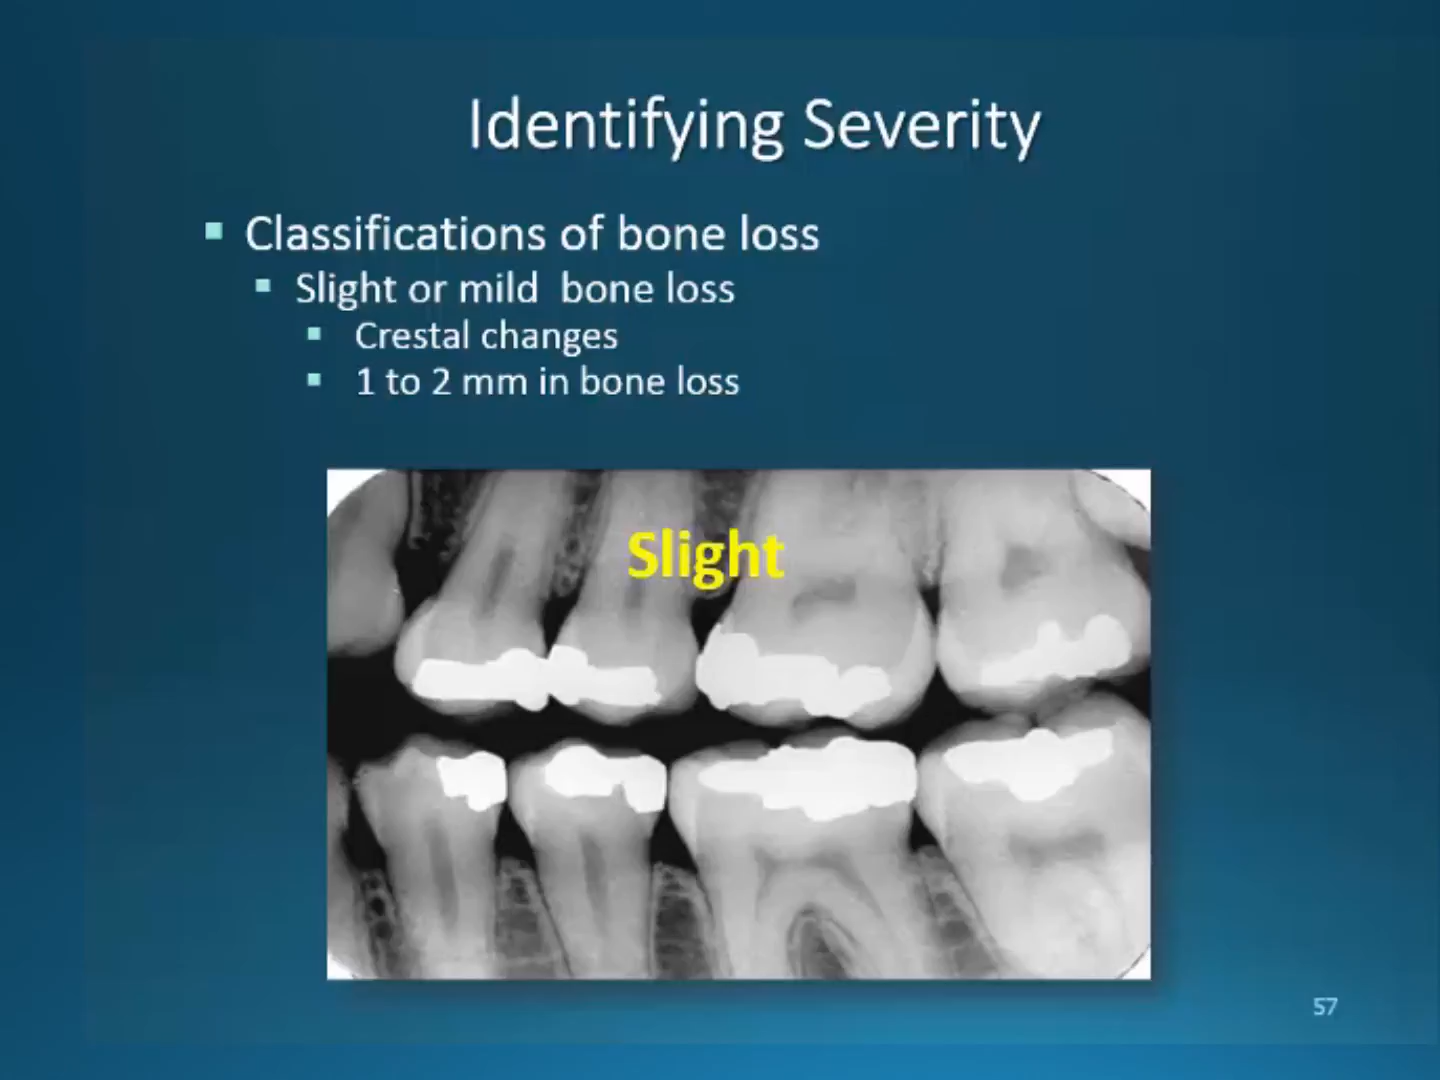 Identifying Severity
Classifications of bone loss
Slight or mild bone loss
Crestal changes
1 to 2 mm in bone loss
Slight
57